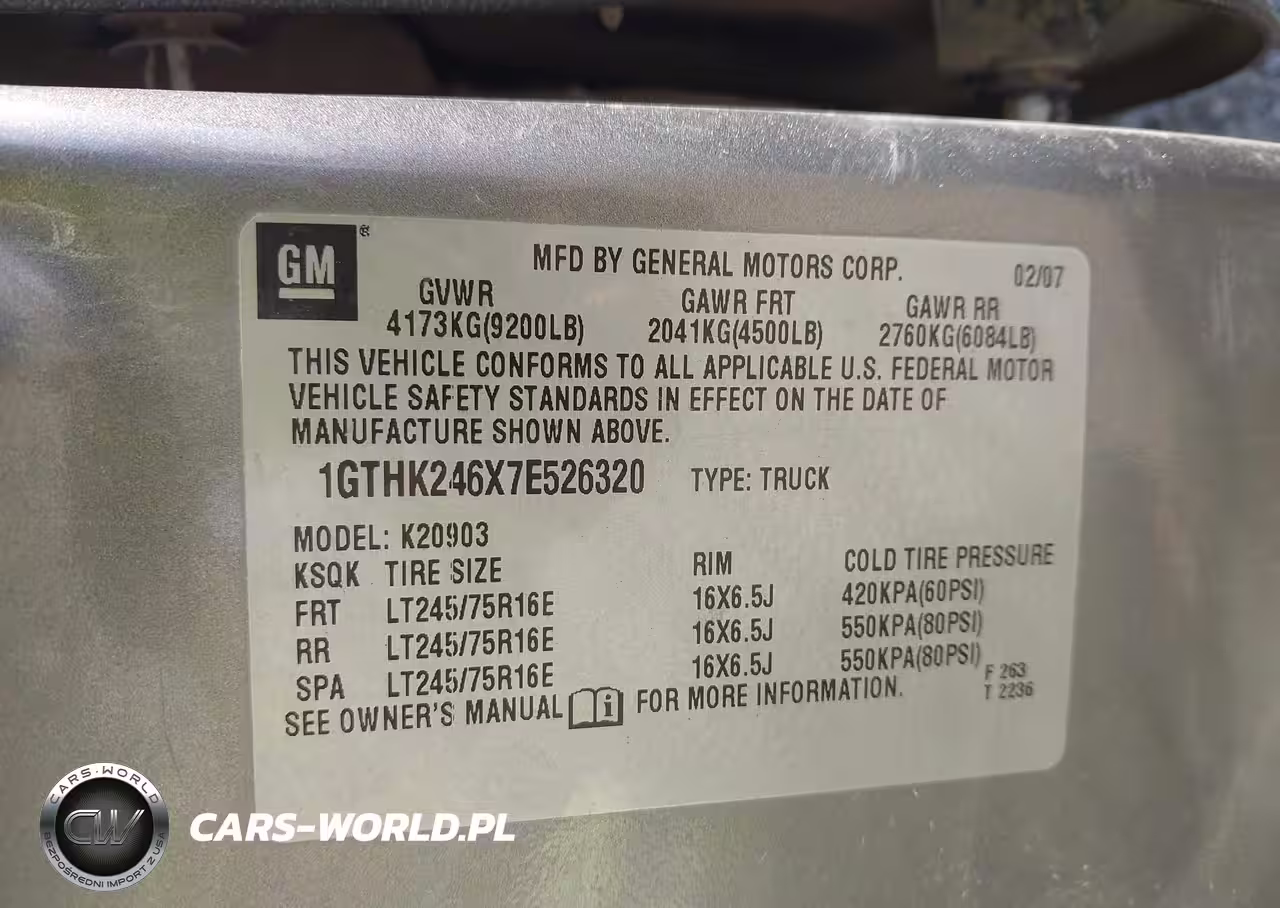 GM®
MFD BY GENERAL MOTORS CORP. 02/07
GVWR GAWR FRT GAWR RR
4173KG(9200LB) 2041KG(4500LB) 2760KG(6084LB)
THIS VEHICLE CONFORMS TO ALL APPLICABLE U.S. FEDERAL MOTOR
VEHICLE SAFETY STANDARDS IN EFFECT ON THE DATE OF
MANUFACTURE SHOWN ABOVE.
1GTHK246X7E526320 TYPE: TRUCK
MODEL: K20903
KSQK TIRE SIZE RIM COLD TIRE PRESSURE
FRT LT245/75R16E 16X6.5J 420KPA(60PSI)
RR LT245/75R16E 16X6.5J 550KPA(80PSI)
SPA LT245/75R16E 16X6.5J 550KPA(80PSI)
F 263
T 2236
SEE OWNER'S MANUAL i FOR MORE INFORMATION.
CARS-WORLD
CW
BEZPOŚREDNI IMPORT Z USA
CARS-WORLD.PL